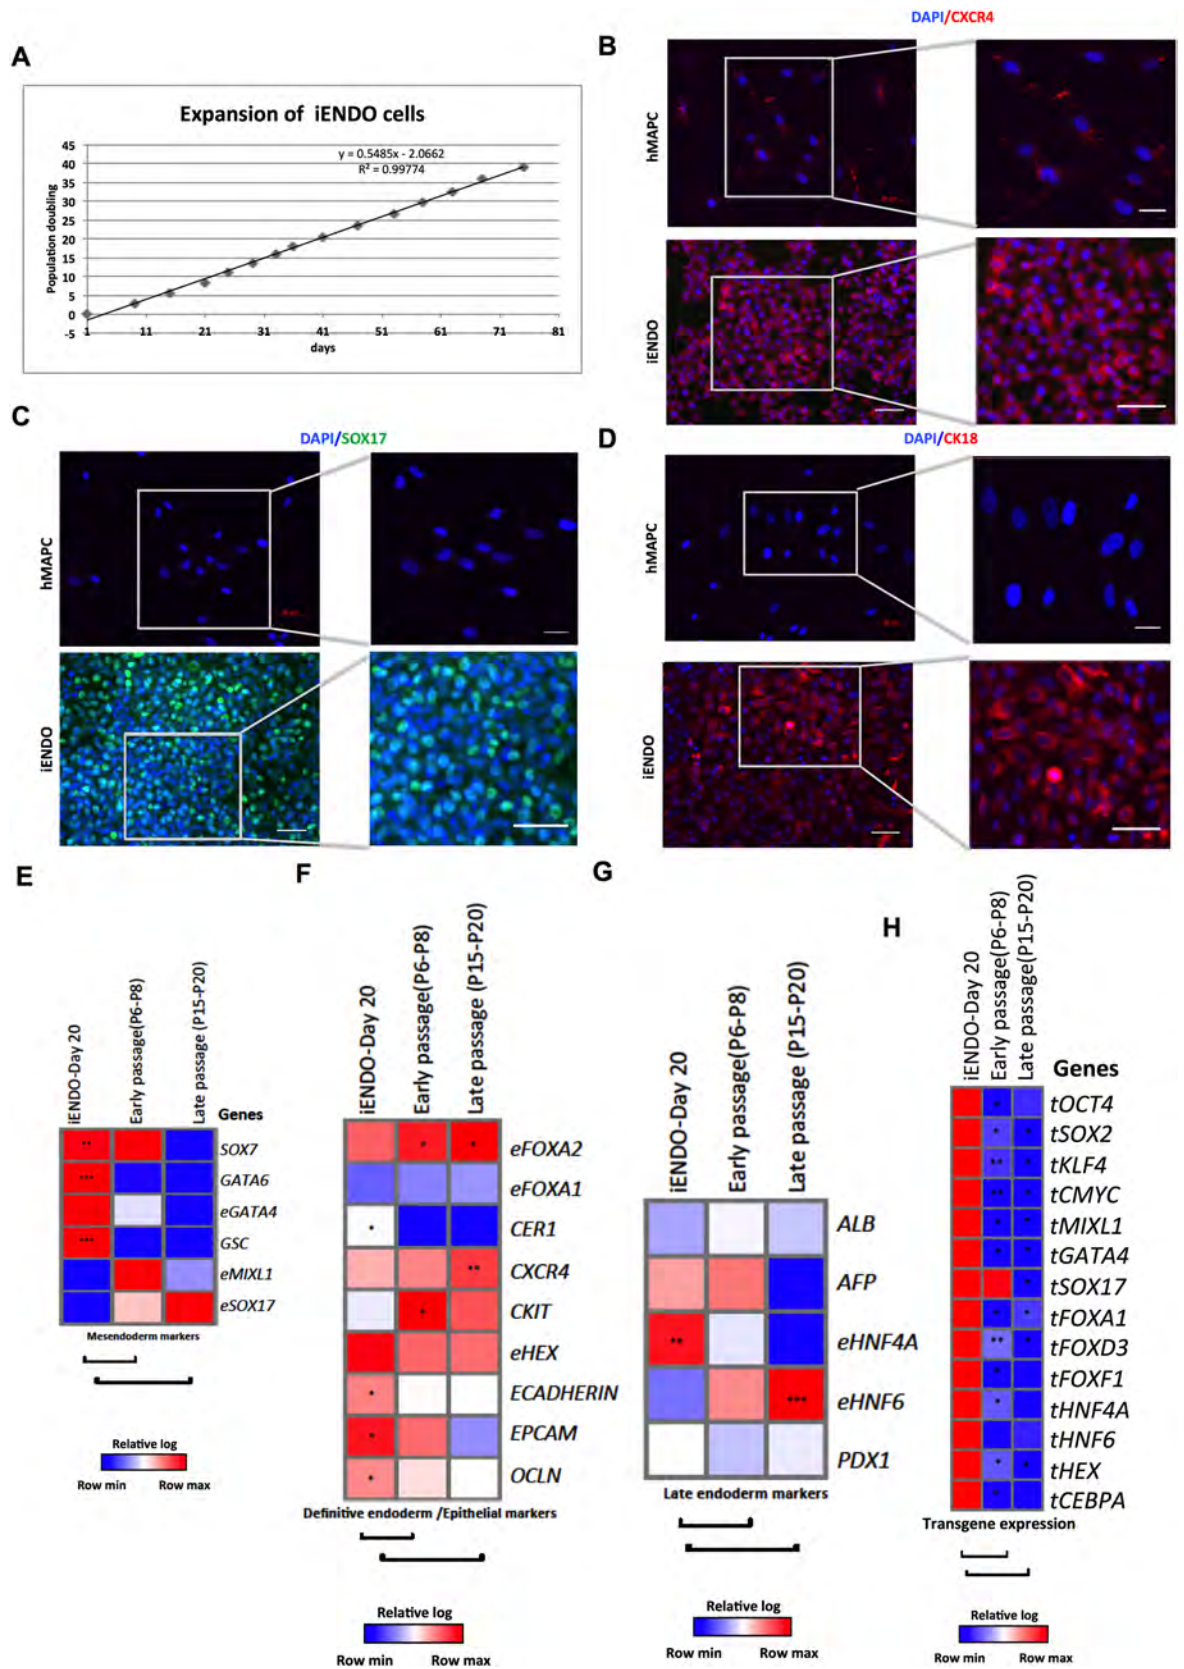 A
Expansion of iENDO cells
y = 0.5485x - 2.0662
R² = 0.99774
Population doubling
45
40
35
30
25
20
15
10
5
0
-5
1 11 21 31 41 51 61 71 81
days
B
DAPI/CXCR4
hMAPC
iENDO
C
DAPI/SOX17
hMAPC
iENDO
D
DAPI/CK18
hMAPC
iENDO
E
iENDO-Day 20
Early passage(P6-P8)
Late passage (P15-P20)
Genes
** SOX7
*** GATA6
eGATA4
*** GSC
eMIXL1
eSOX17
Mesendoderm markers
Relative log
Row min Row max
F
iENDO-Day 20
Early passage(P6-P8)
Late passage (P15-P20)
* * eFOXA2
eFOXA1
* CER1
** CXCR4
* CKIT
eHEX
* ECADHERIN
* EPCAM
* OCLN
Definitive endoderm /Epithelial markers
Relative log
Row min Row max
G
iENDO-Day 20
Early passage(P6-P8)
Late passage (P15-P20)
ALB
AFP
** eHNF4A
*** eHNF6
PDX1
Late endoderm markers
Relative log
Row min Row max
H
iENDO-Day 20
Early passage(P6-P8)
Late passage(P15-P20)
Genes
* tOCT4
* * tSOX2
** * tKLF4
** * tCMYC
* * tMIXL1
* * tGATA4
* tSOX17
* * tFOXA1
** * tFOXD3
* tFOXF1
* tHNF4A
tHNF6
* * tHEX
* tCEBPA
Transgene expression
Relative log
Row min Row max